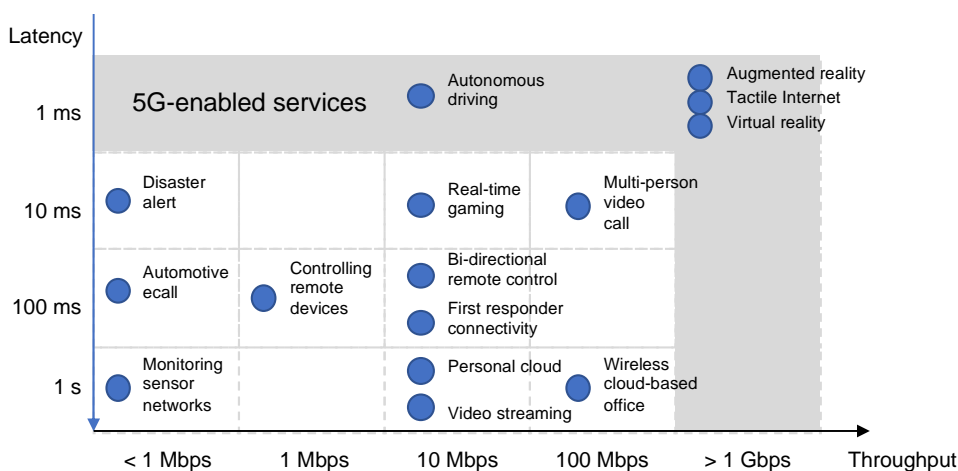 Latency
1 ms
5G-enabled services
Autonomous
driving
Augmented reality
Tactile Internet
Virtual reality
10 ms
Disaster
alert
Real-time
gaming
Multi-person
video
call
100 ms
Automotive
ecall
Controlling
remote
devices
Bi-directional
remote control
First responder
connectivity
1 s
Monitoring
sensor
networks
Personal cloud
Video streaming
Wireless
cloud-based
office
< 1 Mbps
1 Mbps
10 Mbps
100 Mbps
> 1 Gbps
Throughput